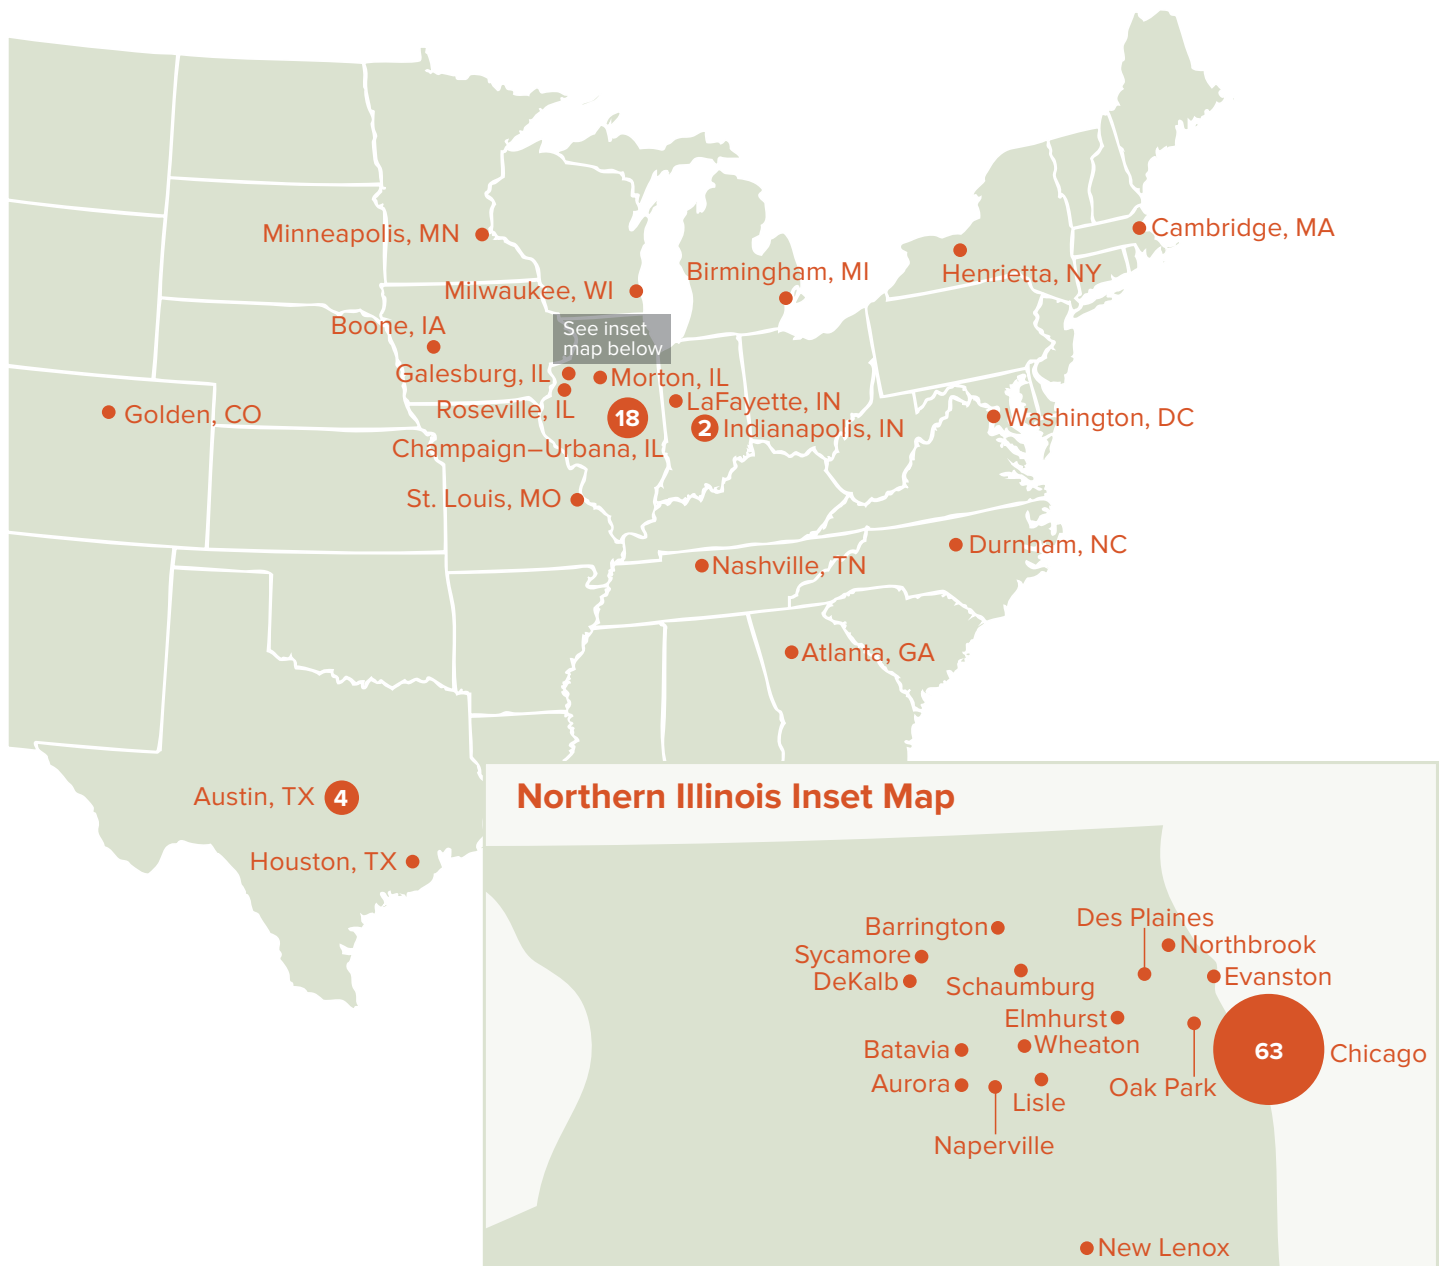 Minneapolis, MN
Cambridge, MA
Birmingham, MI
Henrietta, NY
Milwaukee, WI
Boone, IA
See inset
map below
Galesburg, IL
Morton, IL
Roseville, IL
LaFayette, IN
Golden, CO
18
2
Indianapolis, IN
Washington, DC
Champaign–Urbana, IL
St. Louis, MO
Durnham, NC
Nashville, TN
Atlanta, GA
Austin, TX
4
Houston, TX
Northern Illinois Inset Map
Des Plaines
Barrington
Northbrook
Sycamore
DeKalb
Schaumburg
Evanston
Elmhurst
Batavia
Wheaton
63
Chicago
Aurora
Lisle
Oak Park
Naperville
New Lenox